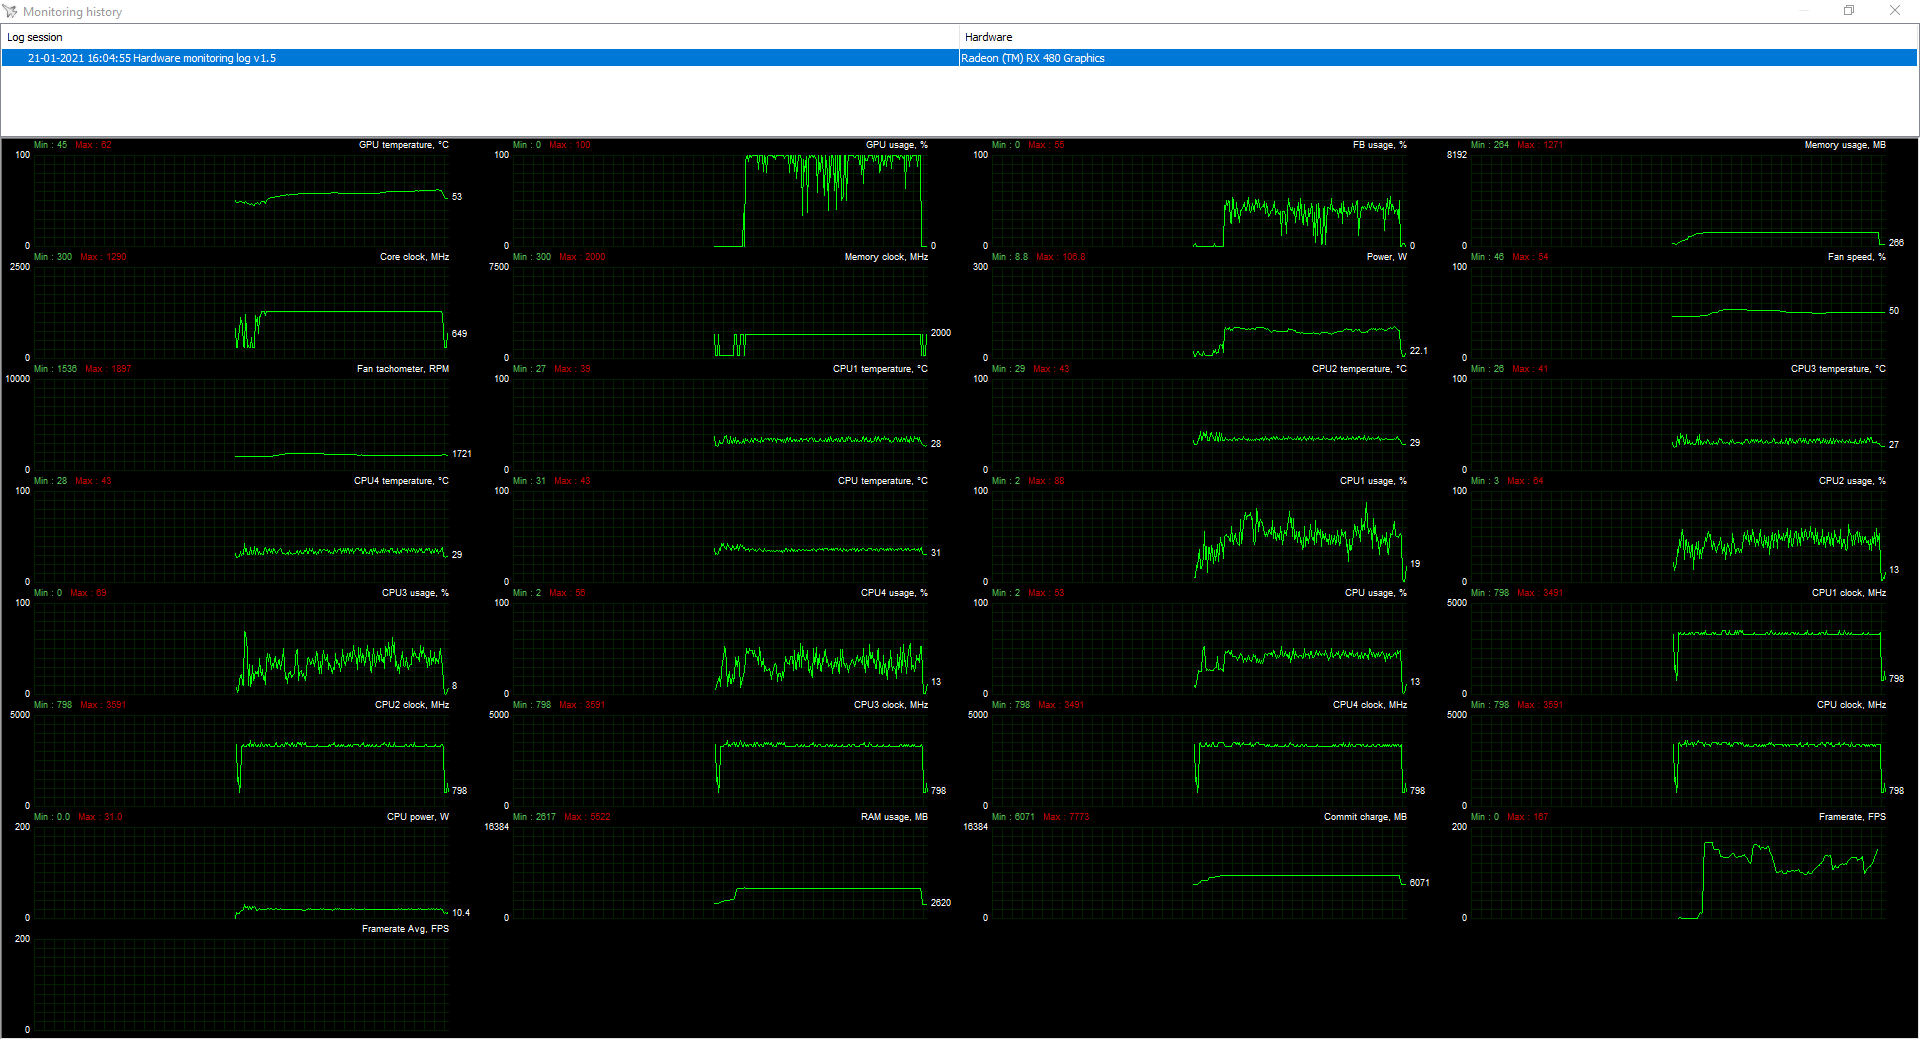 Monitoring history
Log session Hardware
21-01-2021 16:04:55 Hardware monitoring log v1.5 Radeon (TM) RX 480 Graphics
Min : 45 Max : 62 GPU temperature, °C
100
53
0
Min : 0 Max : 100 GPU usage, %
100
0
0
Min : 0 Max : 55 FB usage, %
100
0
0
Min : 264 Max : 1271 Memory usage, MB
8192
266
0
Min : 300 Max : 1290 Core clock, MHz
2500
649
0
Min : 300 Max : 2000 Memory clock, MHz
7500
2000
0
Min : 8.8 Max : 106.8 Power, W
300
22.1
0
Min : 46 Max : 54 Fan speed, %
100
50
0
Min : 1536 Max : 1897 Fan tachometer, RPM
10000
1721
0
Min : 27 Max : 39 CPU1 temperature, °C
100
28
0
Min : 29 Max : 43 CPU2 temperature, °C
100
29
0
Min : 26 Max : 41 CPU3 temperature, °C
100
27
0
Min : 28 Max : 43 CPU4 temperature, °C
100
29
0
Min : 31 Max : 43 CPU temperature, °C
100
31
0
Min : 2 Max : 88 CPU1 usage, %
100
19
0
Min : 3 Max : 64 CPU2 usage, %
100
13
0
Min : 0 Max : 69 CPU3 usage, %
100
8
0
Min : 2 Max : 56 CPU4 usage, %
100
13
0
Min : 2 Max : 53 CPU usage, %
100
13
0
Min : 798 Max : 3491 CPU1 clock, MHz
5000
798
0
Min : 798 Max : 3591 CPU2 clock, MHz
5000
798
0
Min : 798 Max : 3591 CPU3 clock, MHz
5000
798
0
Min : 798 Max : 3491 CPU4 clock, MHz
5000
798
0
Min : 798 Max : 3591 CPU clock, MHz
5000
798
0
Min : 0.0 Max : 31.0 CPU power, W
200
10.4
0
Min : 2617 Max : 5522 RAM usage, MB
16384
2620
0
Min : 6071 Max : 7773 Commit charge, MB
16384
6071
0
Min : 0 Max : 167 Framerate, FPS
200
0
Framerate Avg, FPS
200
0